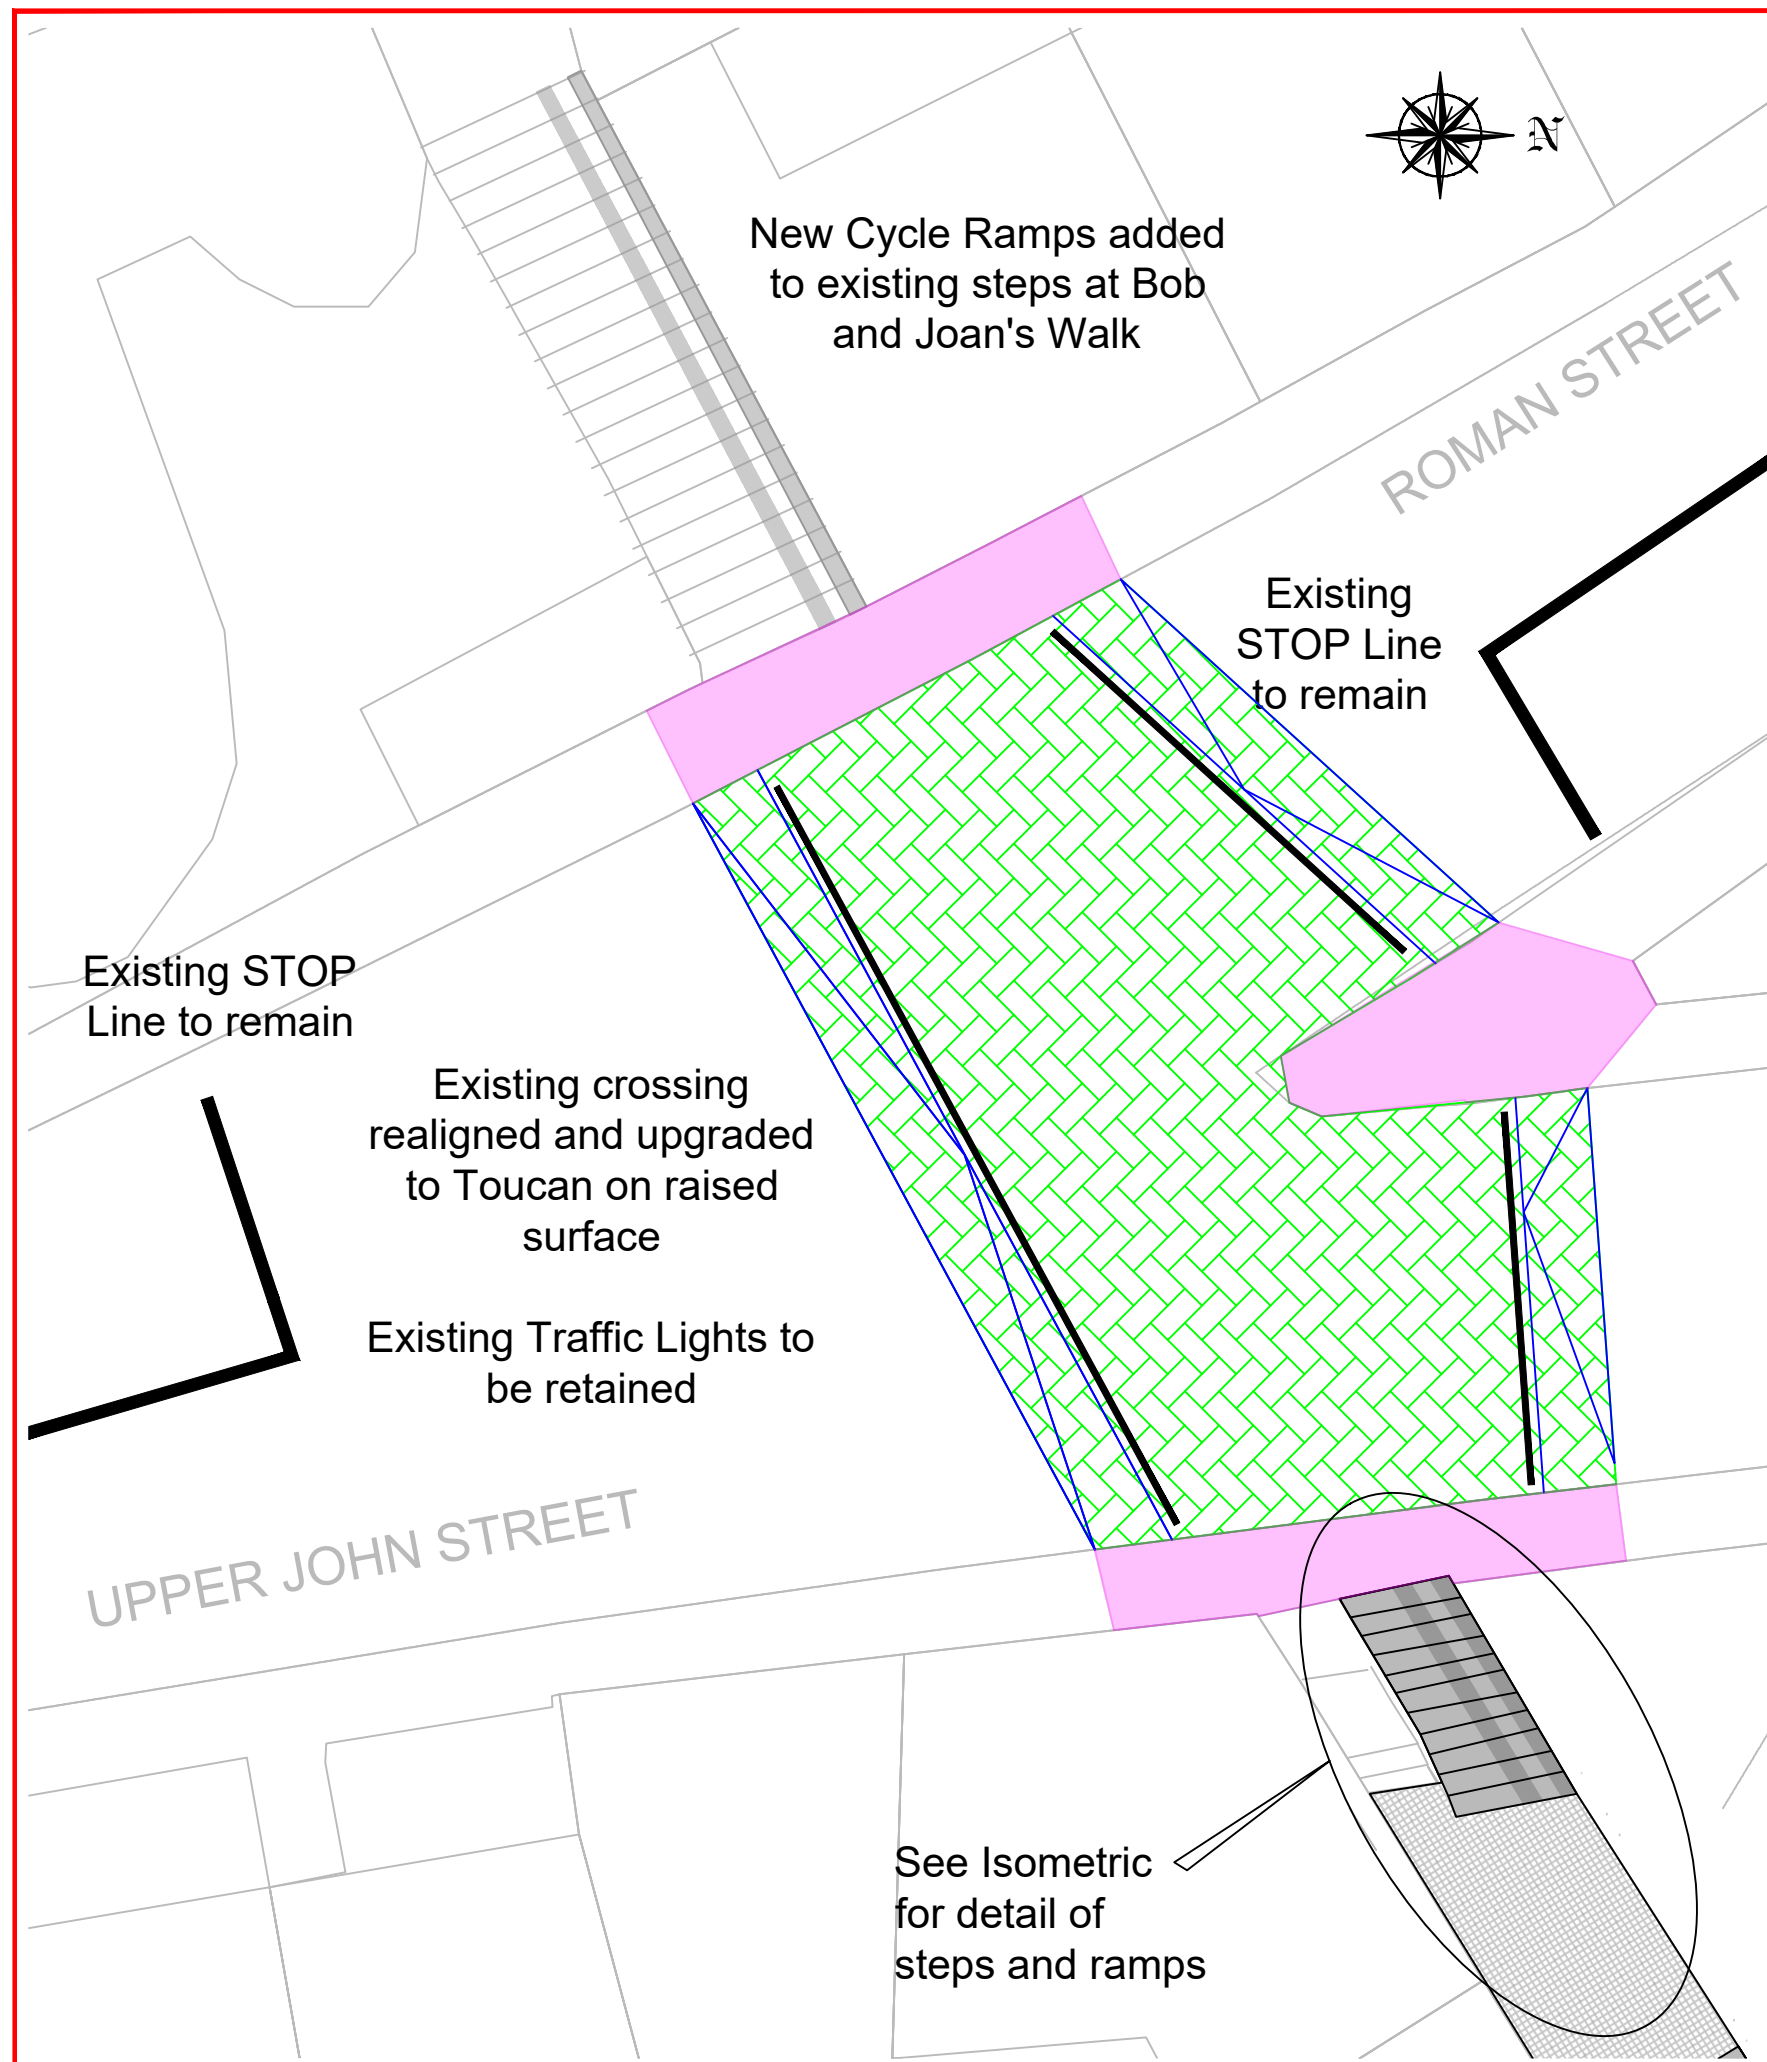 N
New Cycle Ramps added
to existing steps at Bob
and Joan's Walk
ROMAN STREET
Existing
STOP Line
to remain
Existing STOP
Line to remain
Existing crossing
realigned and upgraded
to Toucan on raised
surface
Existing Traffic Lights to
be retained
UPPER JOHN STREET
See Isometric
for detail of
steps and ramps